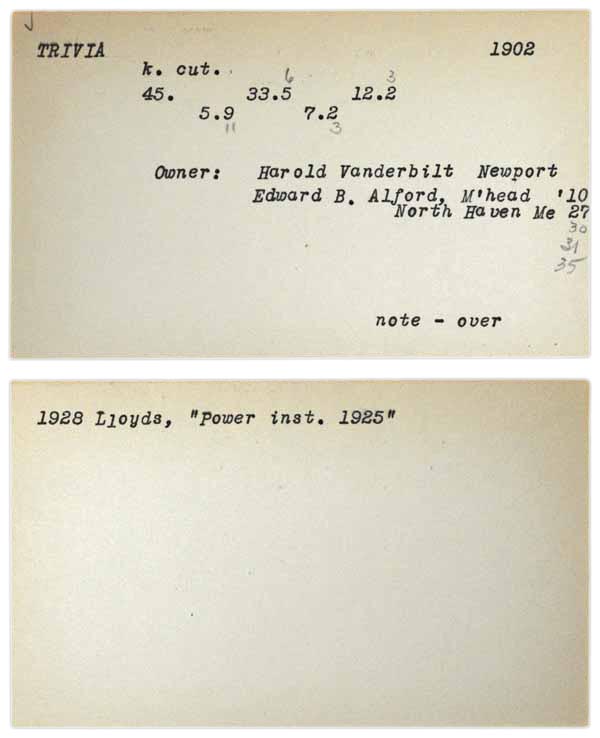 TRIVIA 1902
k. cut.
6 3
45. 33.5 12.2
5.9 7.2
11 3
Owner: Harold Vanderbilt Newport
Edward B. Alford, M'head '10
North Haven Me 27
30
31
35
note - over
1928 Lloyds, "Power inst. 1925"